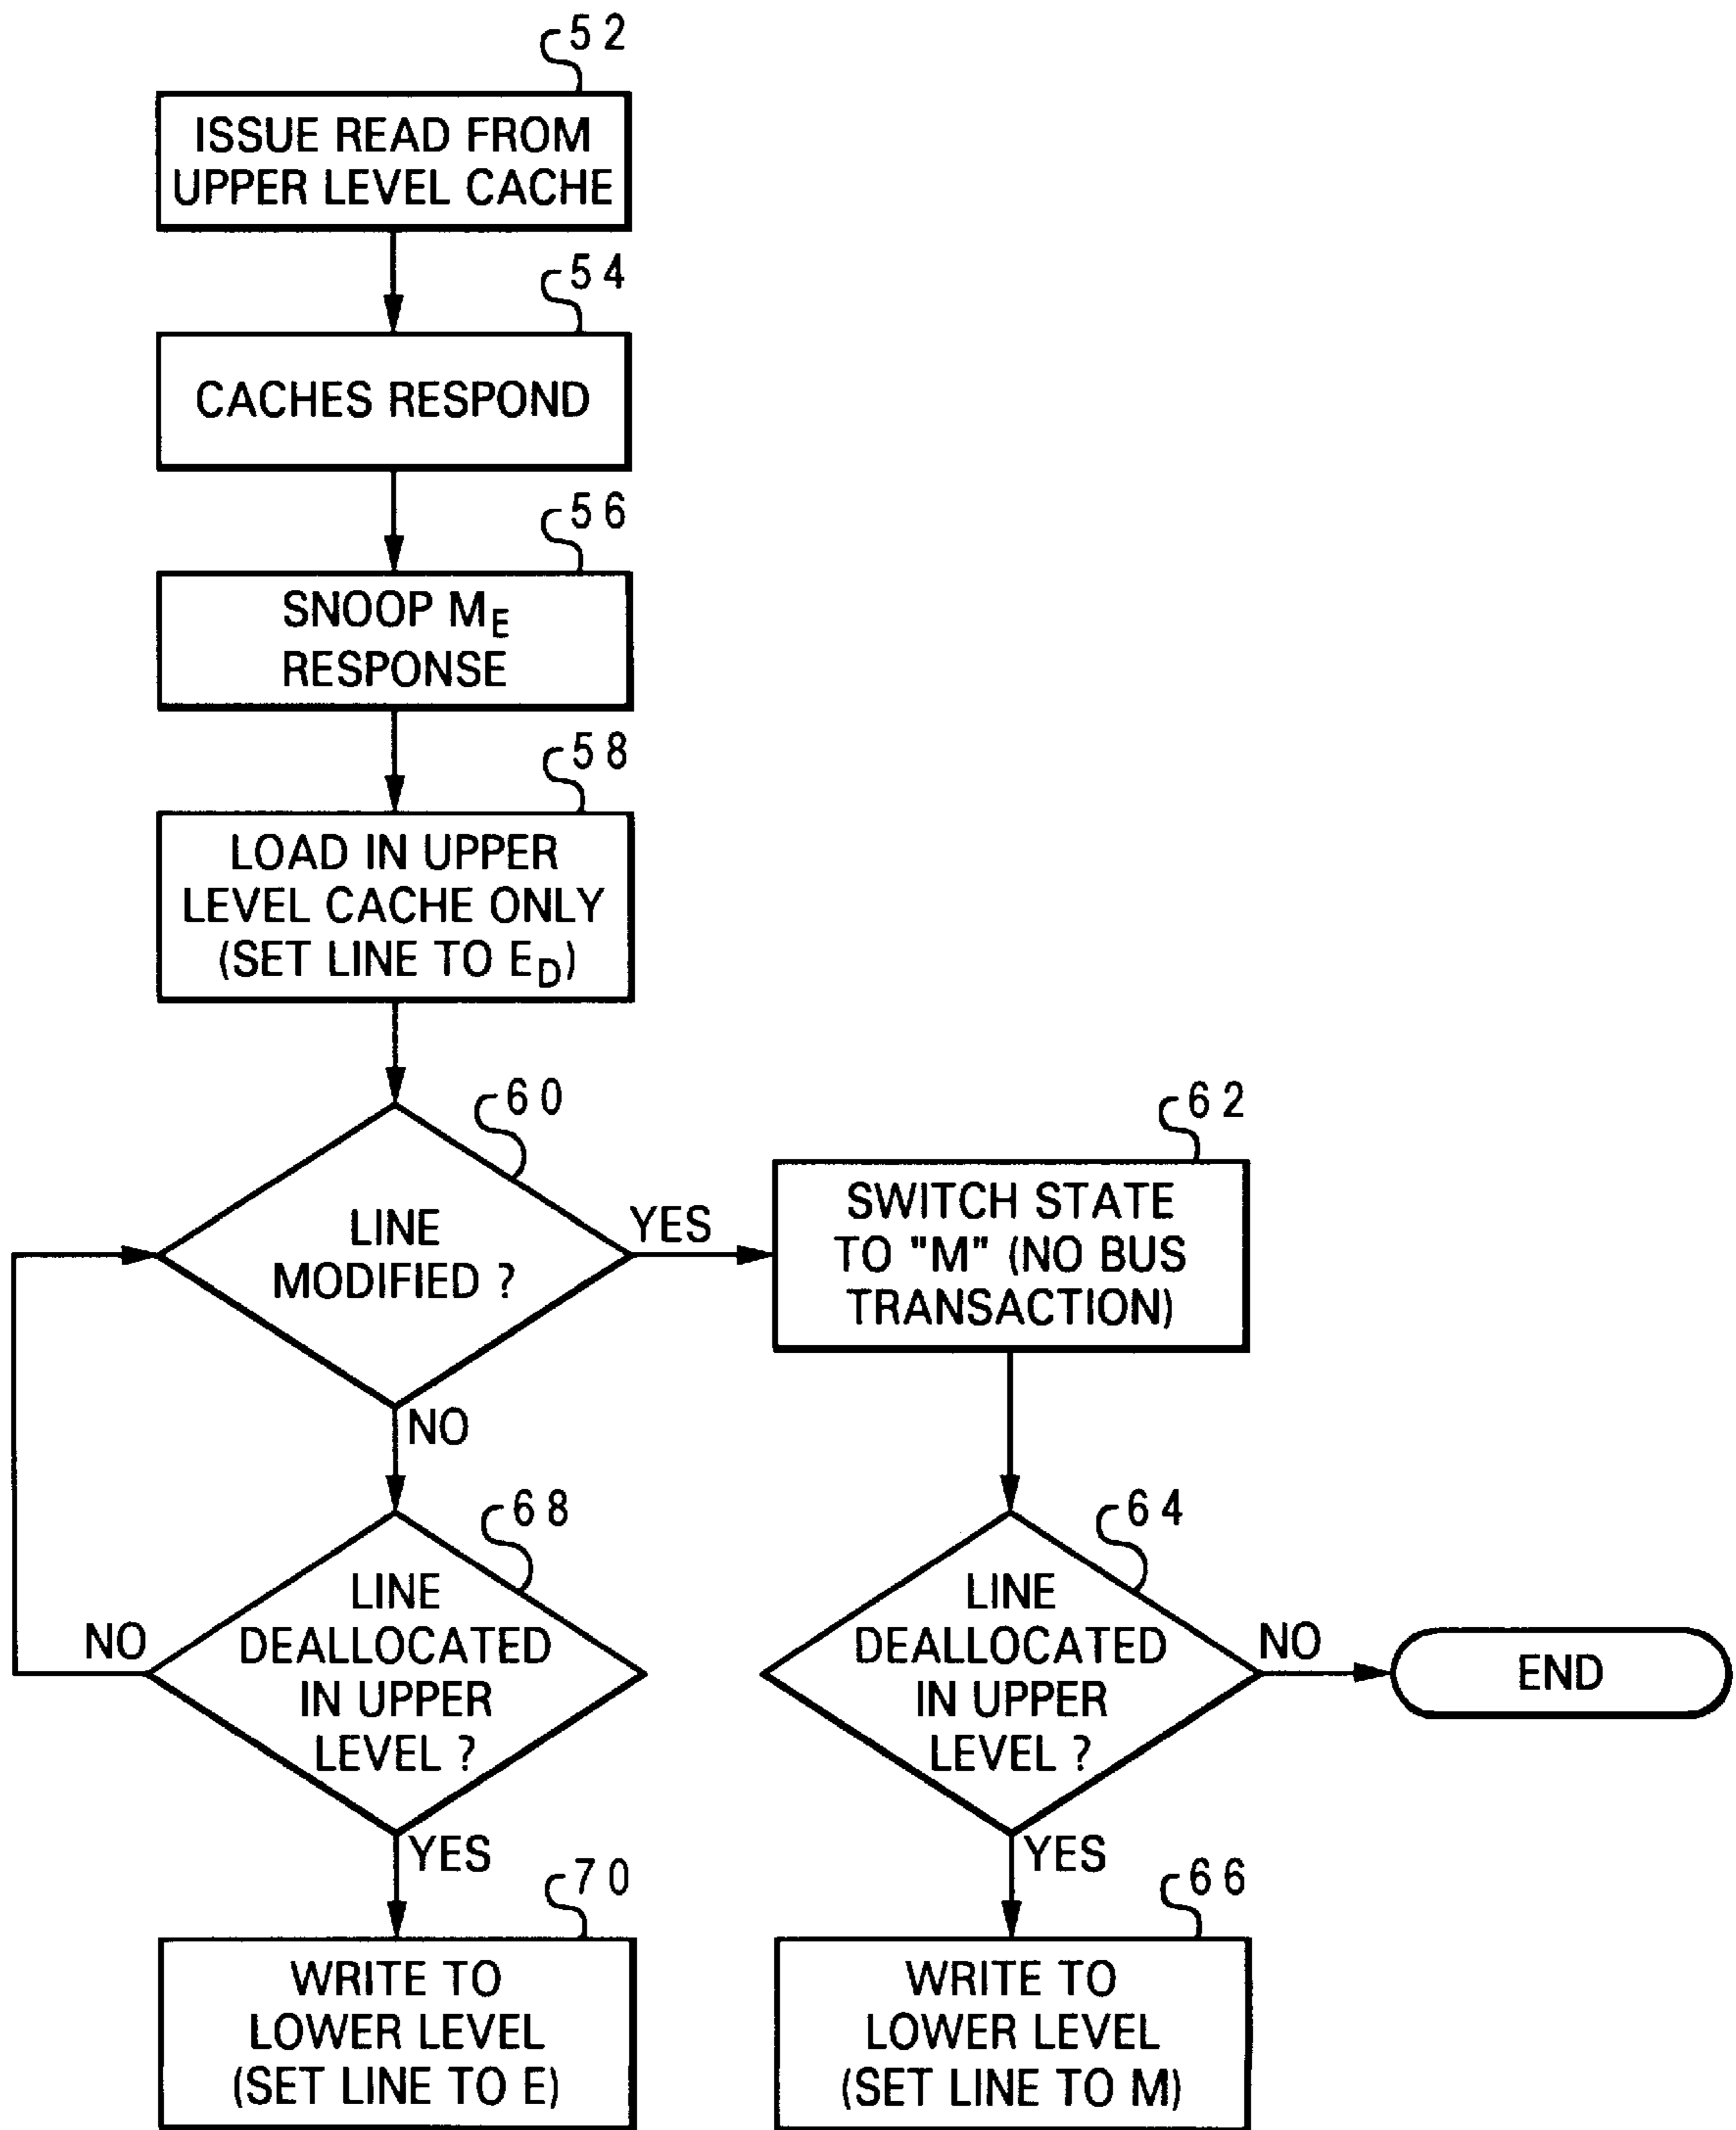 52
ISSUE READ FROM
UPPER LEVEL CACHE
54
CACHES RESPOND
56
SNOOP M_E
RESPONSE
58
LOAD IN UPPER
LEVEL CACHE ONLY
(SET LINE TO E_D)
60
LINE
MODIFIED ?
YES
NO
62
SWITCH STATE
TO "M" (NO BUS
TRANSACTION)
68
LINE
DEALLOCATED
IN UPPER
LEVEL ?
NO
YES
64
LINE
DEALLOCATED
IN UPPER
LEVEL ?
NO
END
YES
70
WRITE TO
LOWER LEVEL
(SET LINE TO E)
66
WRITE TO
LOWER LEVEL
(SET LINE TO M)